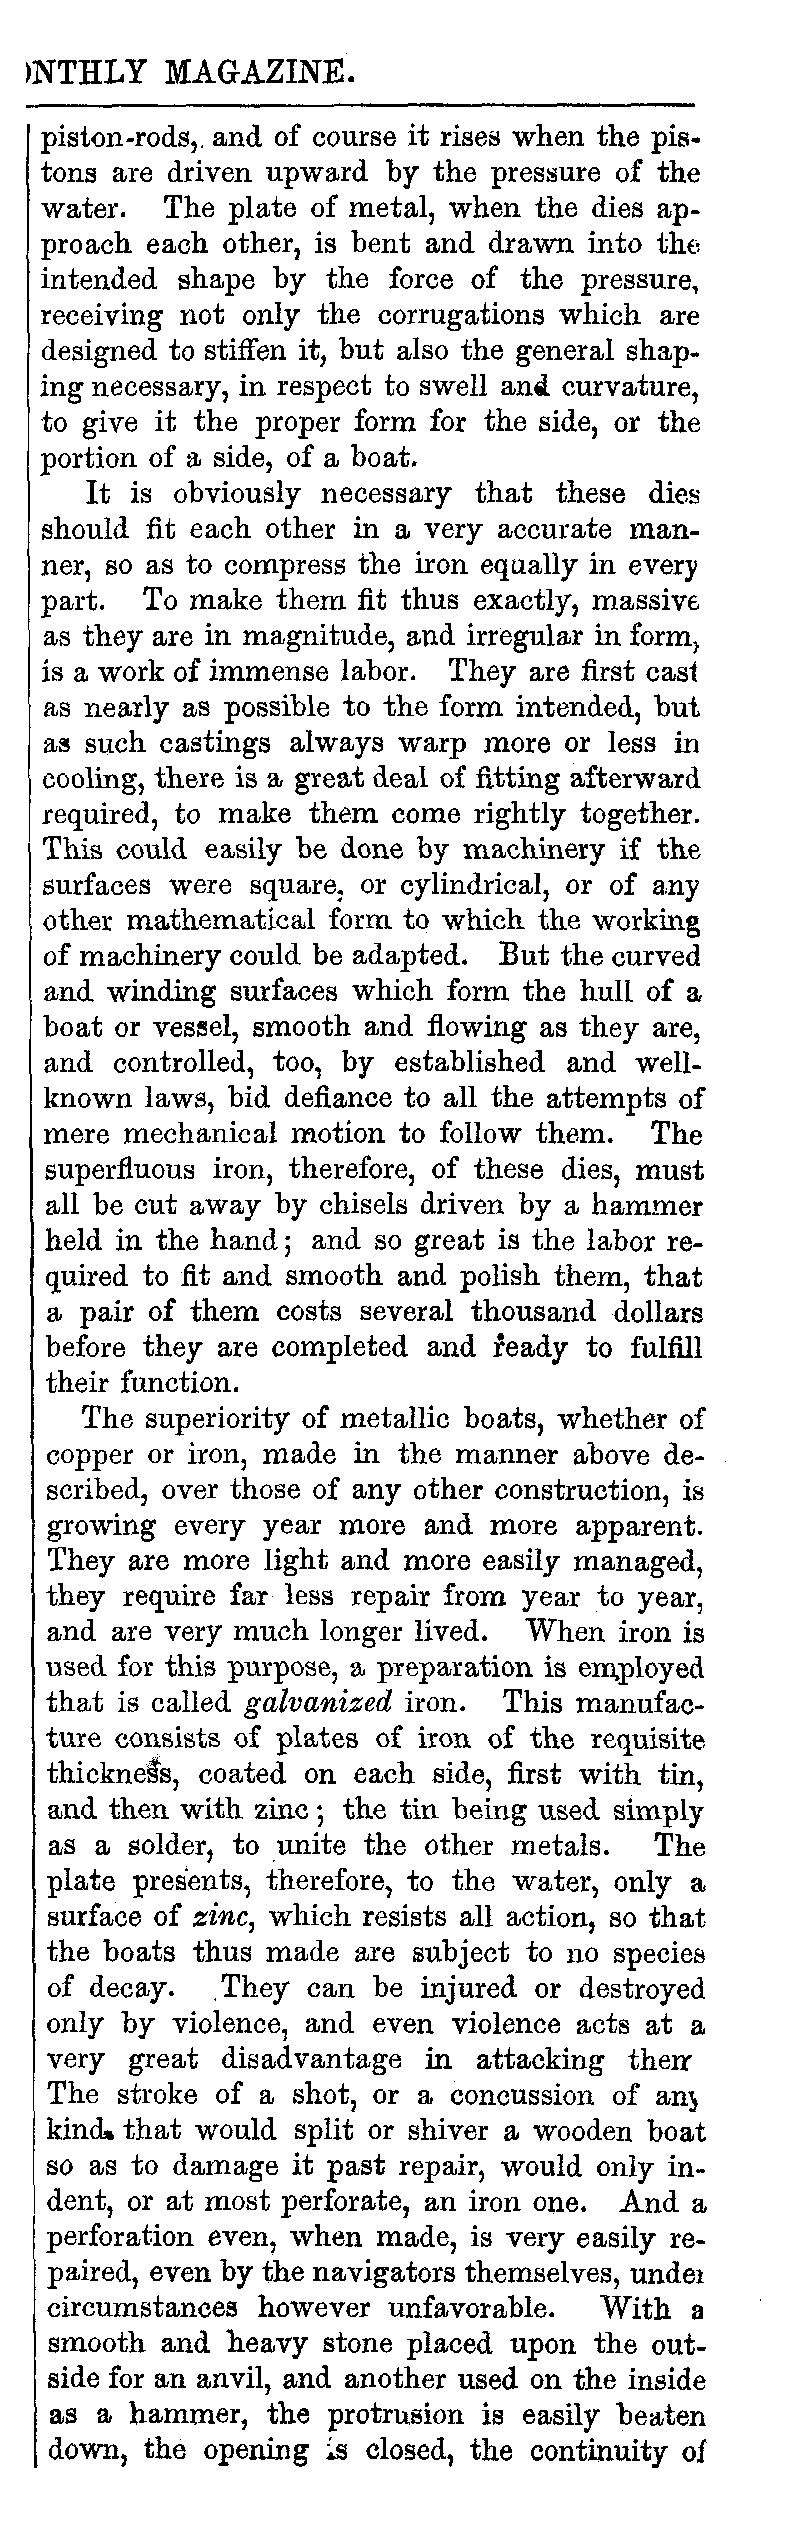 ONTHLY MAGAZINE.
piston-rods, and of course it rises when the pis-
tons are driven upward by the pressure of the
water. The plate of metal, when the dies ap-
proach each other, is bent and drawn into the
intended shape by the force of the pressure,
receiving not only the corrugations which are
designed to stiffen it, but also the general shap-
ing necessary, in respect to swell and curvature,
to give it the proper form for the side, or the
portion of a side, of a boat.
It is obviously necessary that these dies
should fit each other in a very accurate man-
ner, so as to compress the iron equally in every
part. To make them fit thus exactly, massive
as they are in magnitude, and irregular in form,
is a work of immense labor. They are first cast
as nearly as possible to the form intended, but
as such castings always warp more or less in
cooling, there is a great deal of fitting afterward
required, to make them come rightly together.
This could easily be done by machinery if the
surfaces were square, or cylindrical, or of any
other mathematical form to which the working
of machinery could be adapted. But the curved
and winding surfaces which form the hull of a
boat or vessel, smooth and flowing as they are,
and controlled, too, by established and well-
known laws, bid defiance to all the attempts of
mere mechanical motion to follow them. The
superfluous iron, therefore, of these dies, must
all be cut away by chisels driven by a hammer
held in the hand; and so great is the labor re-
quired to fit and smooth and polish them, that
a pair of them costs several thousand dollars
before they are completed and ready to fulfill
their function.
The superiority of metallic boats, whether of
copper or iron, made in the manner above de-
scribed, over those of any other construction, is
growing every year more and more apparent.
They are more light and more easily managed,
they require far less repair from year to year,
and are very much longer lived. When iron is
used for this purpose, a preparation is employed
that is called galvanized iron. This manufac-
ture consists of plates of iron of the requisite
thickness, coated on each side, first with tin,
and then with zinc; the tin being used simply
as a solder, to unite the other metals. The
plate presents, therefore, to the water, only a
surface of zinc, which resists all action, so that
the boats thus made are subject to no species
of decay. They can be injured or destroyed
only by violence, and even violence acts at a
very great disadvantage in attacking them
The stroke of a shot, or a concussion of any
kind that would split or shiver a wooden boat
so as to damage it past repair, would only in-
dent, or at most perforate, an iron one. And a
perforation even, when made, is very easily re-
paired, even by the navigators themselves, under
circumstances however unfavorable. With a
smooth and heavy stone placed upon the out-
side for an anvil, and another used on the inside
as a hammer, the protrusion is easily beaten
down, the opening is closed, the continuity of